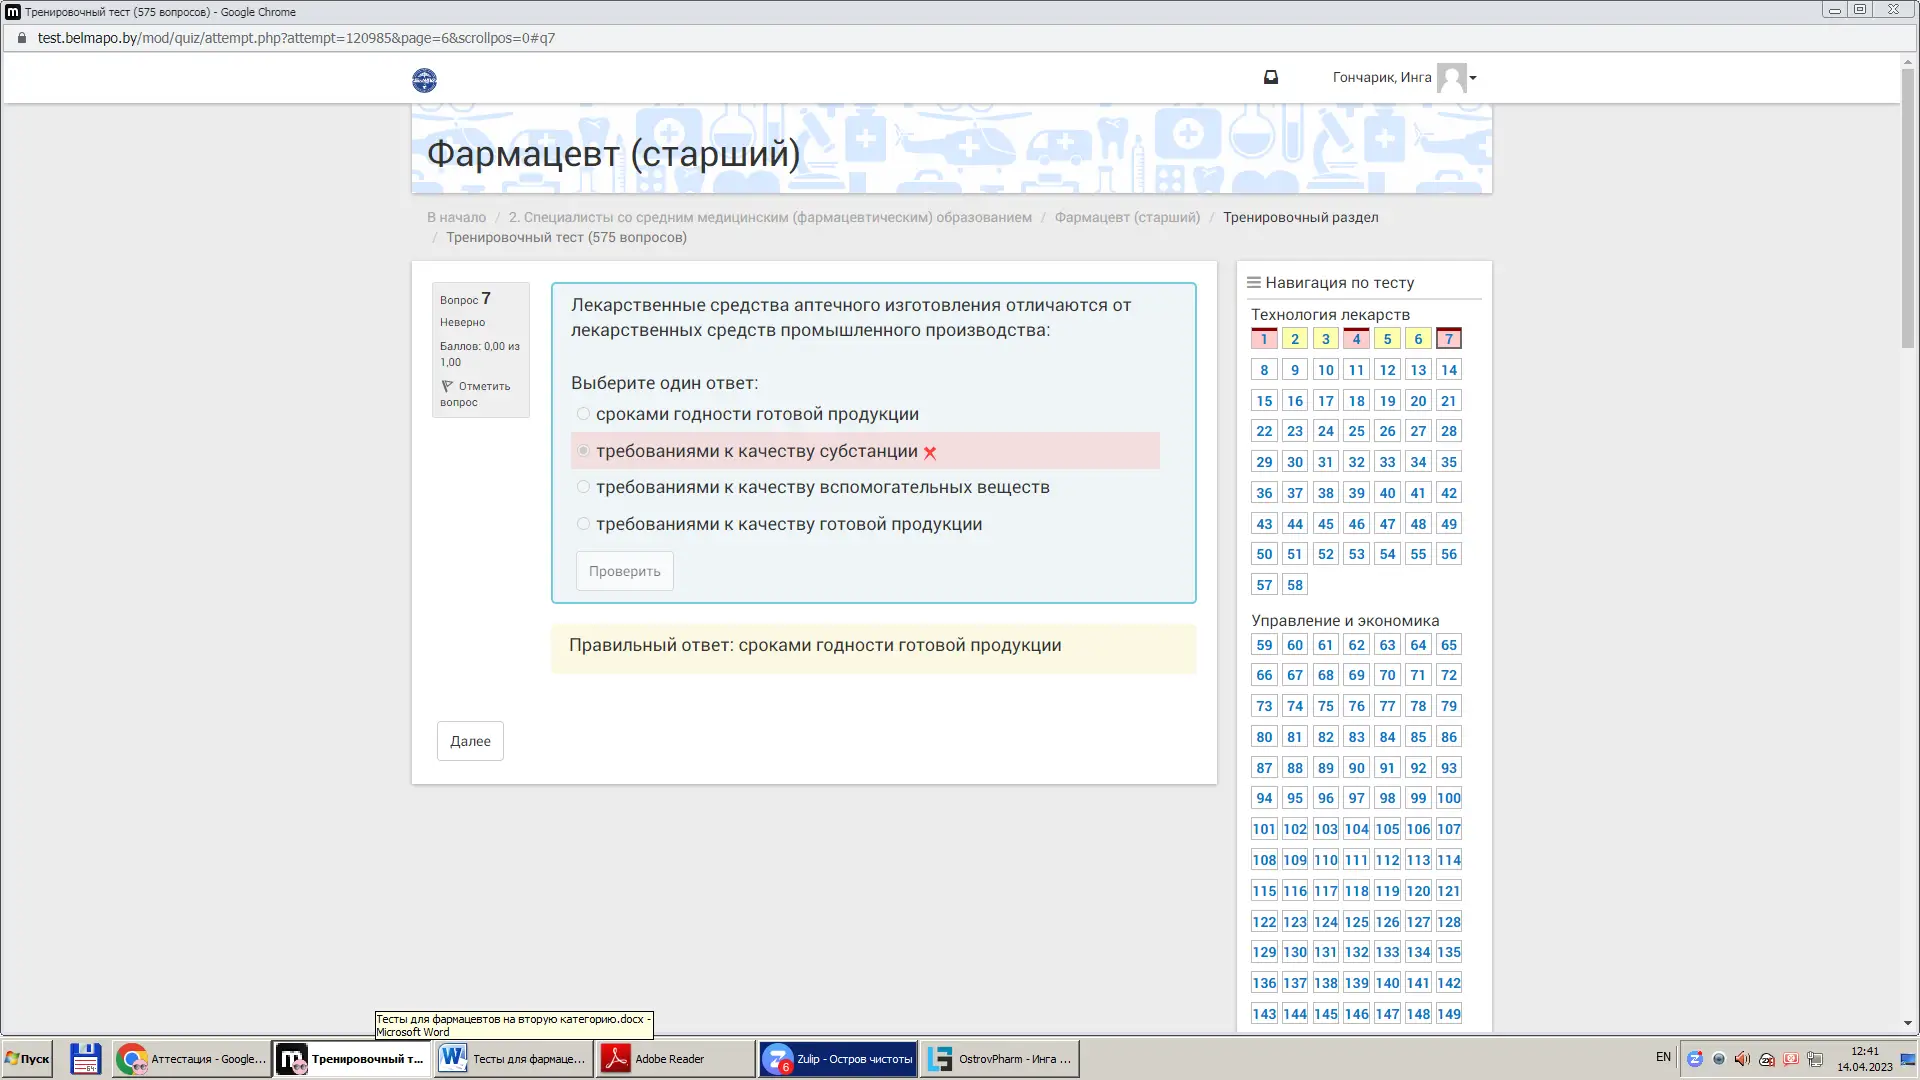 Тренировочный тест (575 вопросов) - Google Chrome
test.belmapo.by/mod/quiz/attempt.php?attempt=120985&page=6&scrollpos=0#q7
Гончарик, Инга
Фармацевт (старший)
В начало / 2. Специалисты со средним медицинским (фармацевтическим) образованием / Фармацевт (старший) / Тренировочный раздел
/ Тренировочный тест (575 вопросов)
Вопрос 7
Неверно
Баллов: 0,00 из
1,00
Отметить
вопрос
Лекарственные средства аптечного изготовления отличаются от
лекарственных средств промышленного производства:
Выберите один ответ:
сроками годности готовой продукции
требованиями к качеству субстанции
требованиями к качеству вспомогательных веществ
требованиями к качеству готовой продукции
Проверить
Правильный ответ: сроками годности готовой продукции
Далее
Навигация по тесту
Технология лекарств
1 2 3 4 5 6 7
8 9 10 11 12 13 14
15 16 17 18 19 20 21
22 23 24 25 26 27 28
29 30 31 32 33 34 35
36 37 38 39 40 41 42
43 44 45 46 47 48 49
50 51 52 53 54 55 56
57 58
Управление и экономика
59 60 61 62 63 64 65
66 67 68 69 70 71 72
73 74 75 76 77 78 79
80 81 82 83 84 85 86
87 88 89 90 91 92 93
94 95 96 97 98 99 100
101 102 103 104 105 106 107
108 109 110 111 112 113 114
115 116 117 118 119 120 121
122 123 124 125 126 127 128
129 130 131 132 133 134 135
136 137 138 139 140 141 142
143 144 145 146 147 148 149
Тесты для фармацевтов на вторую категорию.docx -
Microsoft Word
Пуск
Аттестация - Google...
Тренировочный т...
Тесты для фармаце...
Adobe Reader
6
Zulip - Остров чистоты
OstrovPharm - Инга ...
EN
12:41
14.04.2023